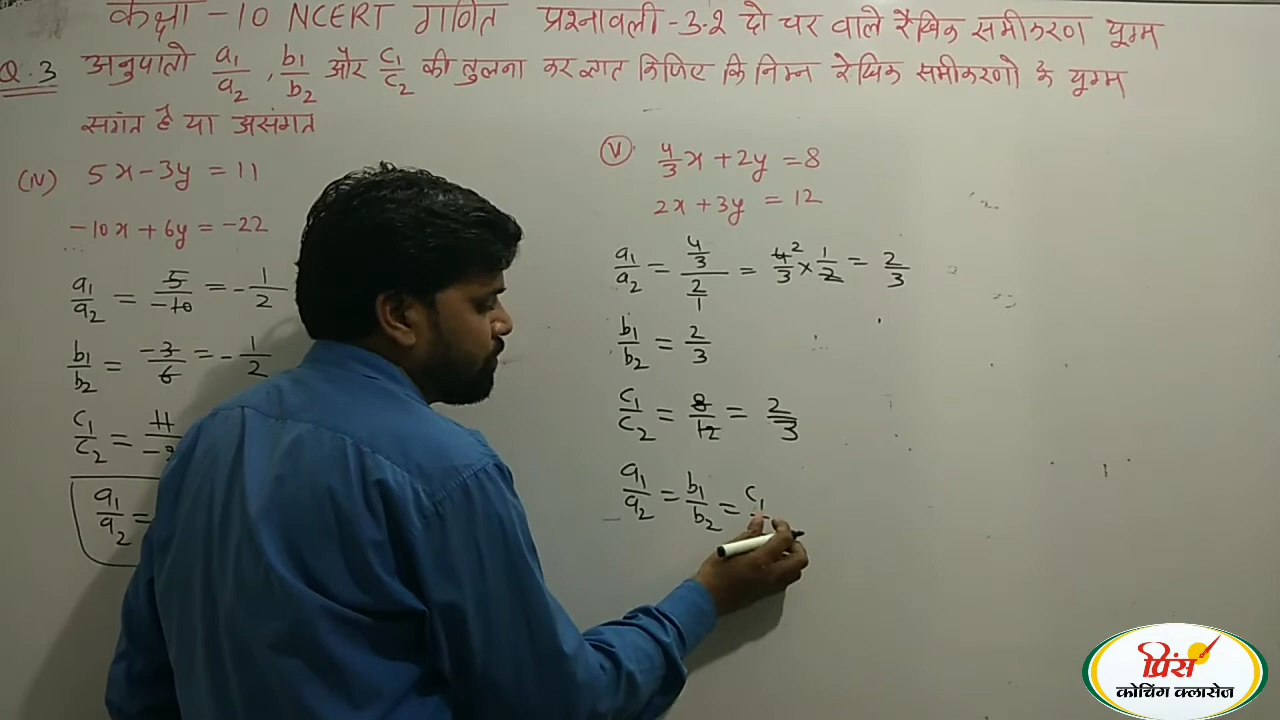 कक्षा -10 NCERT गणित प्रश्नावली -3.2 दो चर वाले रैखिक समीकरण युग्म
Q.3 अनुपातो a₁/a₂, b₁/b₂ और c₁/c₂ की तुलना कर ज्ञात किजिए कि निम्न रेखिक समीकरणो के युग्म
सगंत है या असंगत
(IV) 5x - 3y = 11
-10x + 6y = -22
a₁/a₂ = 5/-10 = -1/2
b₁/b₂ = -3/6 = -1/2
c₁/c₂ = 11/-2
a₁/a₂ =
(V) 4/3 x + 2y = 8
2x + 3y = 12
a₁/a₂ = (4/3)/(2/1) = 4/3 × 1/2 = 2/3
b₁/b₂ = 2/3
c₁/c₂ = 8/12 = 2/3
a₁/a₂ = b₁/b₂ = c₁
प्रिंस
कोचिंग क्लासेज